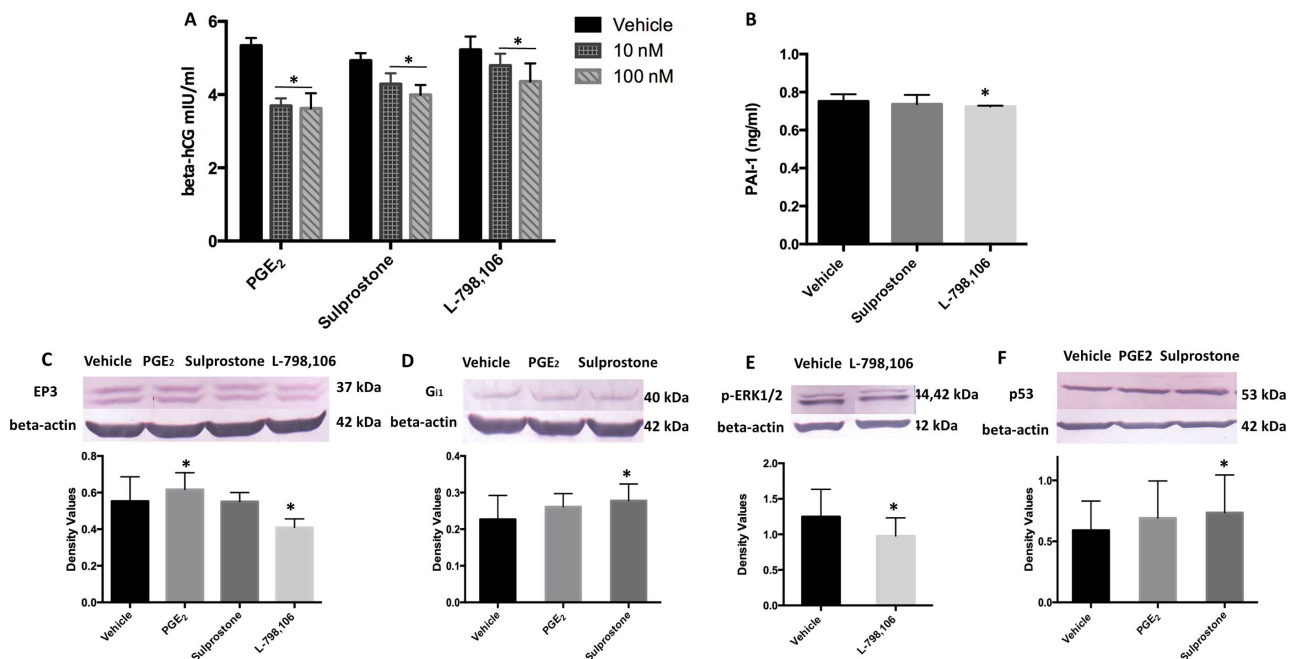 A
beta-hCG mIU/ml
6
4
2
0
* * *
PGE₂ Sulprostone L-798,106
Vehicle
10 nM
100 nM
B
PAI-1 (ng/ml)
1.0
0.8
0.6
0.4
0.2
0.0
*
Vehicle Sulprostone L-798,106
C
Vehicle PGE₂ Sulprostone L-798,106
EP3 37 kDa
beta-actin 42 kDa
Density Values
0.8
0.6
0.4
0.2
0.0
* *
Vehicle PGE₂ Sulprostone L-798,106
D
Vehicle PGE₂ Sulprostone
Gi1 40 kDa
beta-actin 42 kDa
Density Values
0.4
0.3
0.2
0.1
0.0
*
Vehicle PGE₂ Sulprostone
E
Vehicle L-798,106
p-ERK1/2 44,42 kDa
beta-actin 42 kDa
Density Values
2.0
1.5
1.0
0.5
0.0
*
Vehicle L-798,106
F
Vehicle PGE2 Sulprostone
p53 53 kDa
beta-actin 42 kDa
Density Values
1.0
0.5
0.0
*
Vehicle PGE₂ Sulprostone